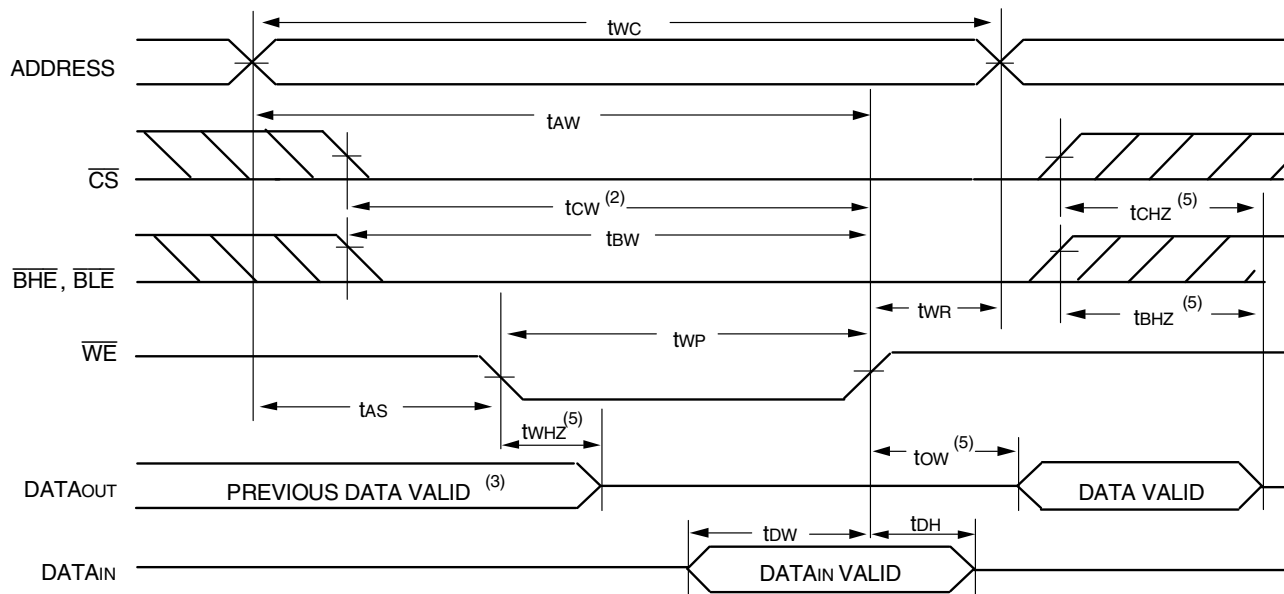 tWC
ADDRESS
tAW
CS
tCW (2)
tCHZ (5)
tBW
BHE, BLE
tWR
tBHZ (5)
tWP
WE
tAS
tWHZ (5)
tOW (5)
DATAOUT
PREVIOUS DATA VALID (3)
DATA VALID
tDW
tDH
DATAIN
DATAIN VALID